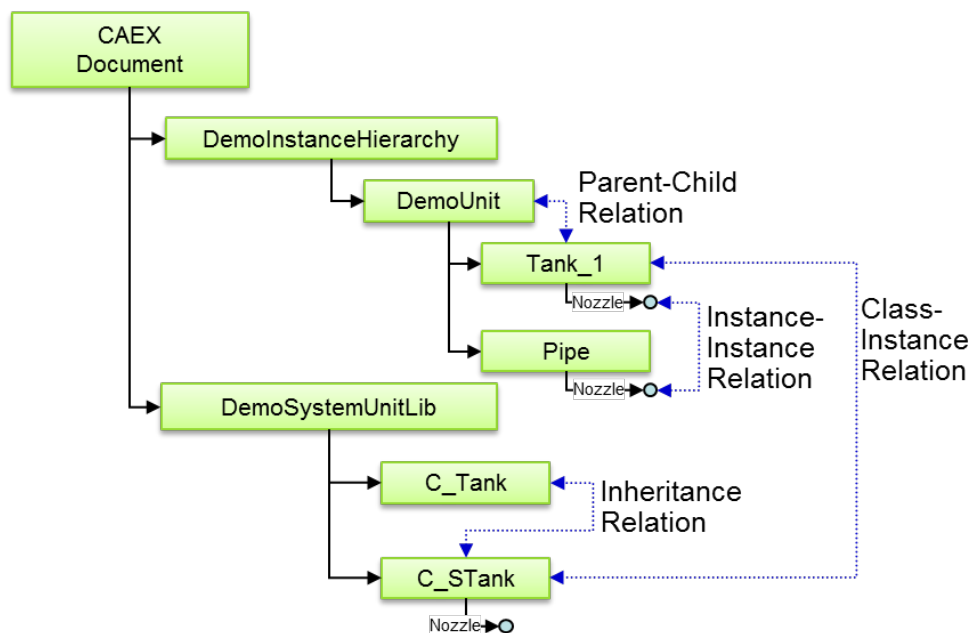 CAEX
Document
DemoInstanceHierarchy
DemoUnit
Parent-Child
Relation
Tank_1
Nozzle
Pipe
Nozzle
Instance-
Instance
Relation
Class-
Instance
Relation
DemoSystemUnitLib
C_Tank
Inheritance
Relation
C_STank
Nozzle